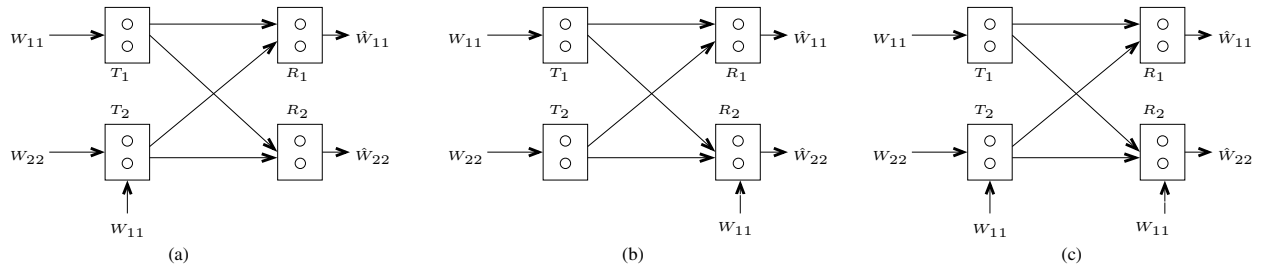 W₁₁ Ŵ₁₁ W₁₁ Ŵ₁₁ W₁₁ Ŵ₁₁
T₁ R₁ T₁ R₁ T₁ R₁
T₂ R₂ T₂ R₂ T₂ R₂
W₂₂ Ŵ₂₂ W₂₂ Ŵ₂₂ W₂₂ Ŵ₂₂
W₁₁ W₁₁ W₁₁ W₁₁
(a) (b) (c)